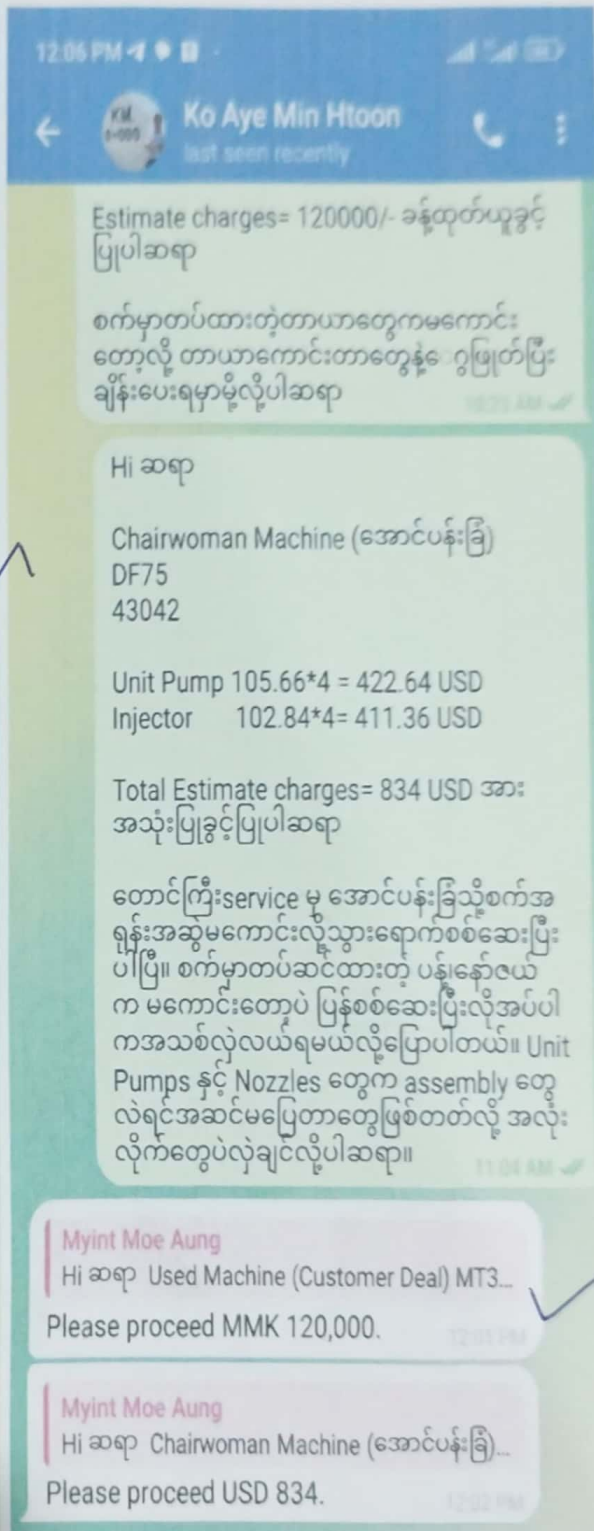 12:06 PM
Ko Aye Min Htoon
last seen recently
Estimate charges= 120000/- ခန့်ထုတ်ယူခွင့်
ပြုပါဆရာ
စက်မှာတပ်ထားတဲ့တာယာတွေကမကောင်း
တော့လို့ တာယာကောင်းတာတွေနဲ့ ဂွေဖြုတ်ပြီး
ချိန်းပေးရမှာမို့လို့ပါဆရာ
Hi ဆရာ
Chairwoman Machine (အောင်ပန်းခြံ)
DF75
43042
Unit Pump 105.66*4 = 422.64 USD
Injector 102.84*4= 411.36 USD
Total Estimate charges= 834 USD အား
အသုံးပြုခွင့်ပြုပါဆရာ
တောင်ကြီးservice မှ အောင်ပန်းခြံသို့စက်အ
ရုန်းအဆွဲမကောင်းလို့သွားရောက်စစ်ဆေးပြီး
ပါပြီ။ စက်မှာတပ်ဆင်ထားတဲ့ ပန့်၊နော်ဇယ်
က မကောင်းတော့ပဲ ပြန်စစ်ဆေးပြီးလိုအပ်ပါ
ကအသစ်လှဲလယ်ရမယ်လို့ပြောပါတယ်။ Unit
Pumps နှင့် Nozzles တွေက assembly တွေ
လဲရင်အဆင်မပြေတာတွေဖြစ်တတ်လို့ အလုံး
လိုက်တွေပဲလှဲချင်လို့ပါဆရာ။
11:04 AM
Myint Moe Aung
Hi ဆရာ Used Machine (Customer Deal) MT3...
Please proceed MMK 120,000.
Myint Moe Aung
Hi ဆရာ Chairwoman Machine (အောင်ပန်းခြံ)...
Please proceed USD 834.